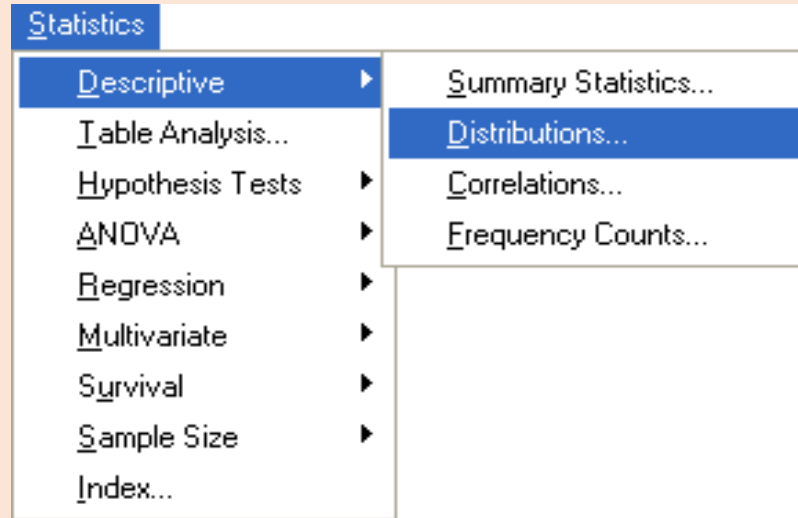 Statistics
Descriptive
Summary Statistics...
Table Analysis...
Distributions...
Hypothesis Tests
Correlations...
ANOVA
Frequency Counts...
Regression
Multivariate
Survival
Sample Size
Index...